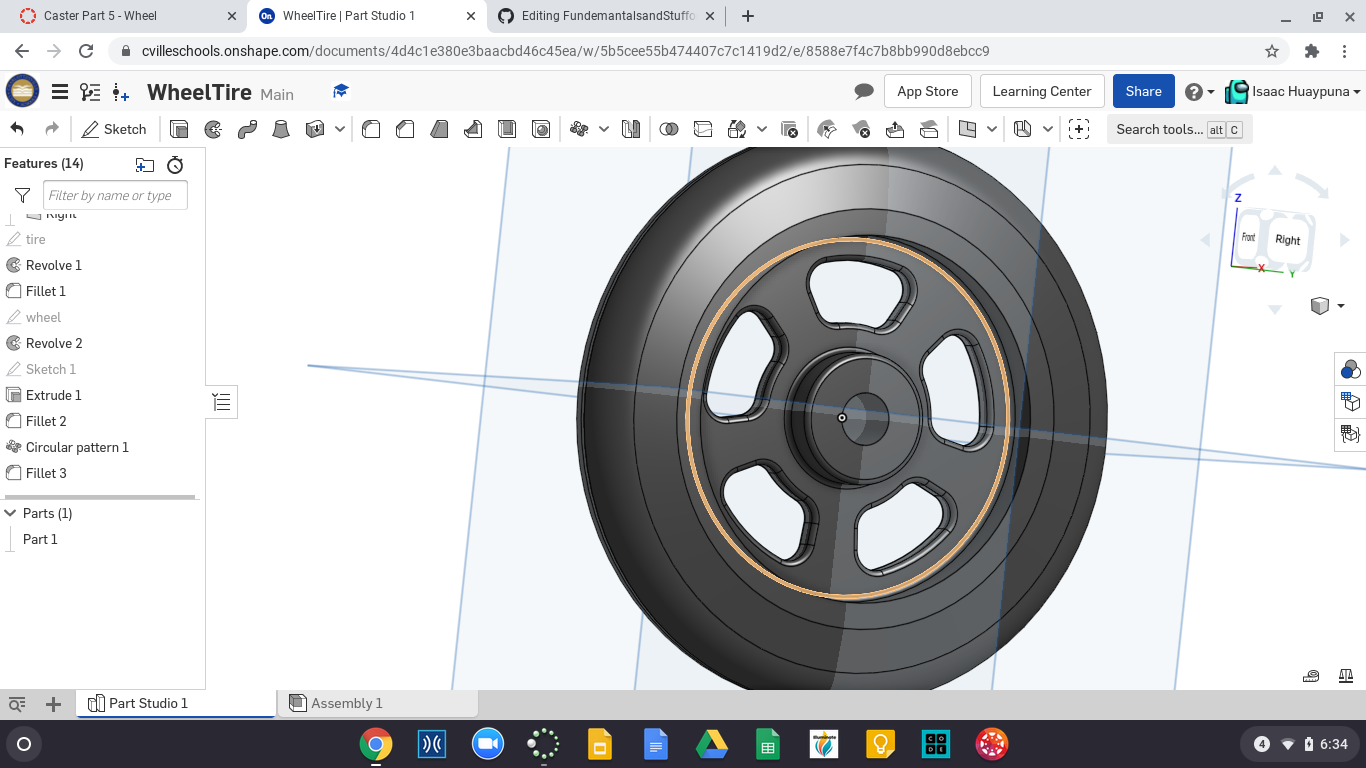 Caster Part 5 - Wheel
WheelTire | Part Studio 1
Editing FundemantalsandStuffo
cvilleschools.onshape.com/documents/4d4c1e380e3baacbd46c45ea/w/5b5cee55b474407c7c1419d2/e/8588e7f4c7b8bb990d8ebcc9
WheelTire Main
App Store
Learning Center
Share
Isaac Huaypuna
Sketch
Search tools... alt C
Features (14)
Filter by name or type
Right
tire
Revolve 1
Fillet 1
wheel
Revolve 2
Sketch 1
Extrude 1
Fillet 2
Circular pattern 1
Fillet 3
Parts (1)
Part 1
Z
Front
Right
X
Y
Part Studio 1
Assembly 1
4
6:34